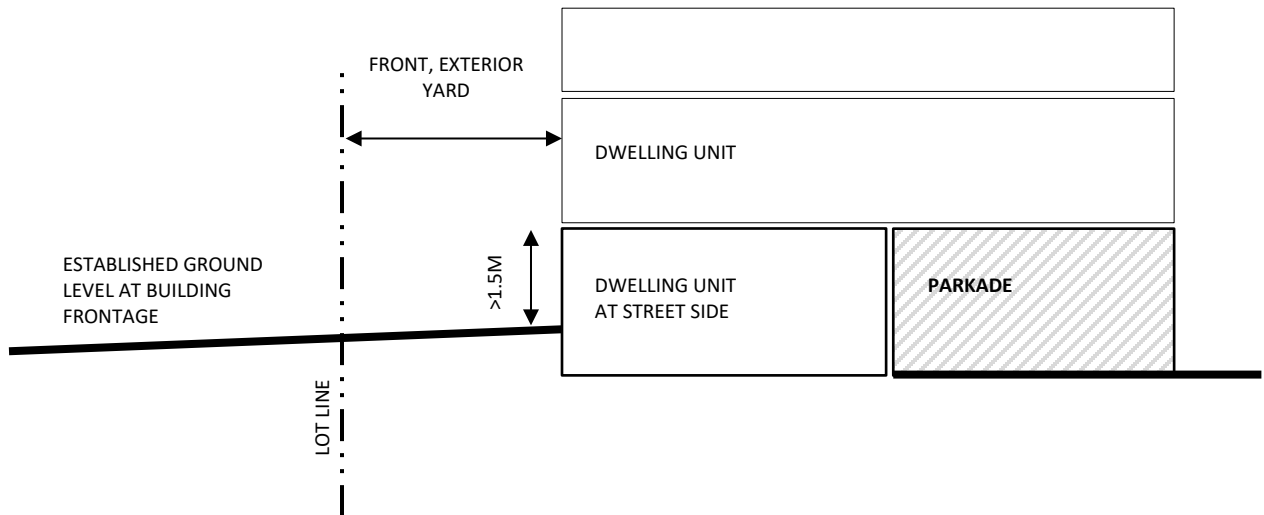 FRONT, EXTERIOR
YARD
DWELLING UNIT
ESTABLISHED GROUND
LEVEL AT BUILDING
FRONTAGE
>1.5M
DWELLING UNIT
AT STREET SIDE
PARKADE
LOT LINE